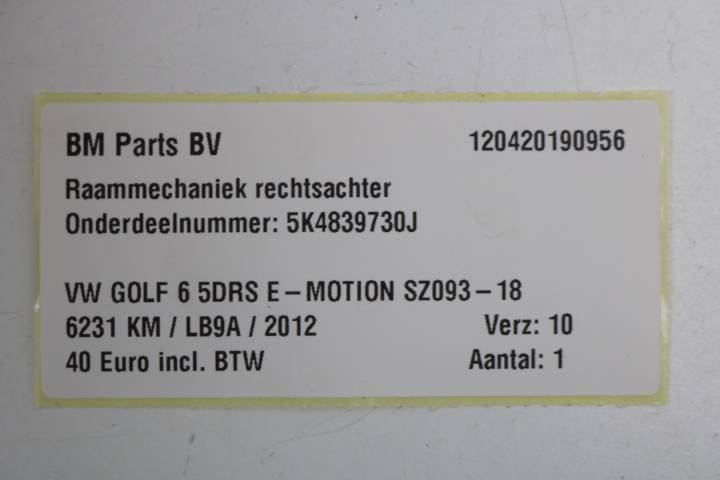 BM Parts BV 120420190956
Raammechaniek rechtsachter
Onderdeelnummer: 5K4839730J
VW GOLF 6 5DRS E-MOTION SZ093-18
6231 KM / LB9A / 2012 Verz: 10
40 Euro incl. BTW Aantal: 1